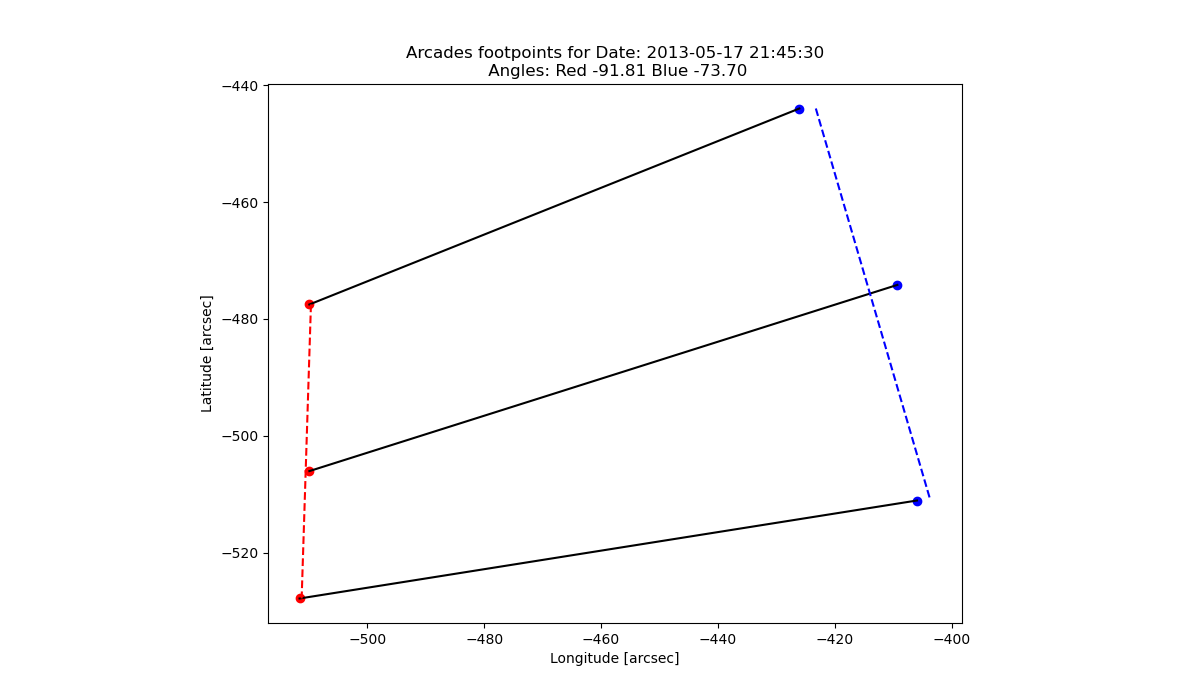 Arcades footpoints for Date: 2013-05-17 21:45:30
Angles: Red -91.81 Blue -73.70
−440
−460
−480
−500
−520
Latitude [arcsec]
−500 −480 −460 −440 −420 −400
Longitude [arcsec]